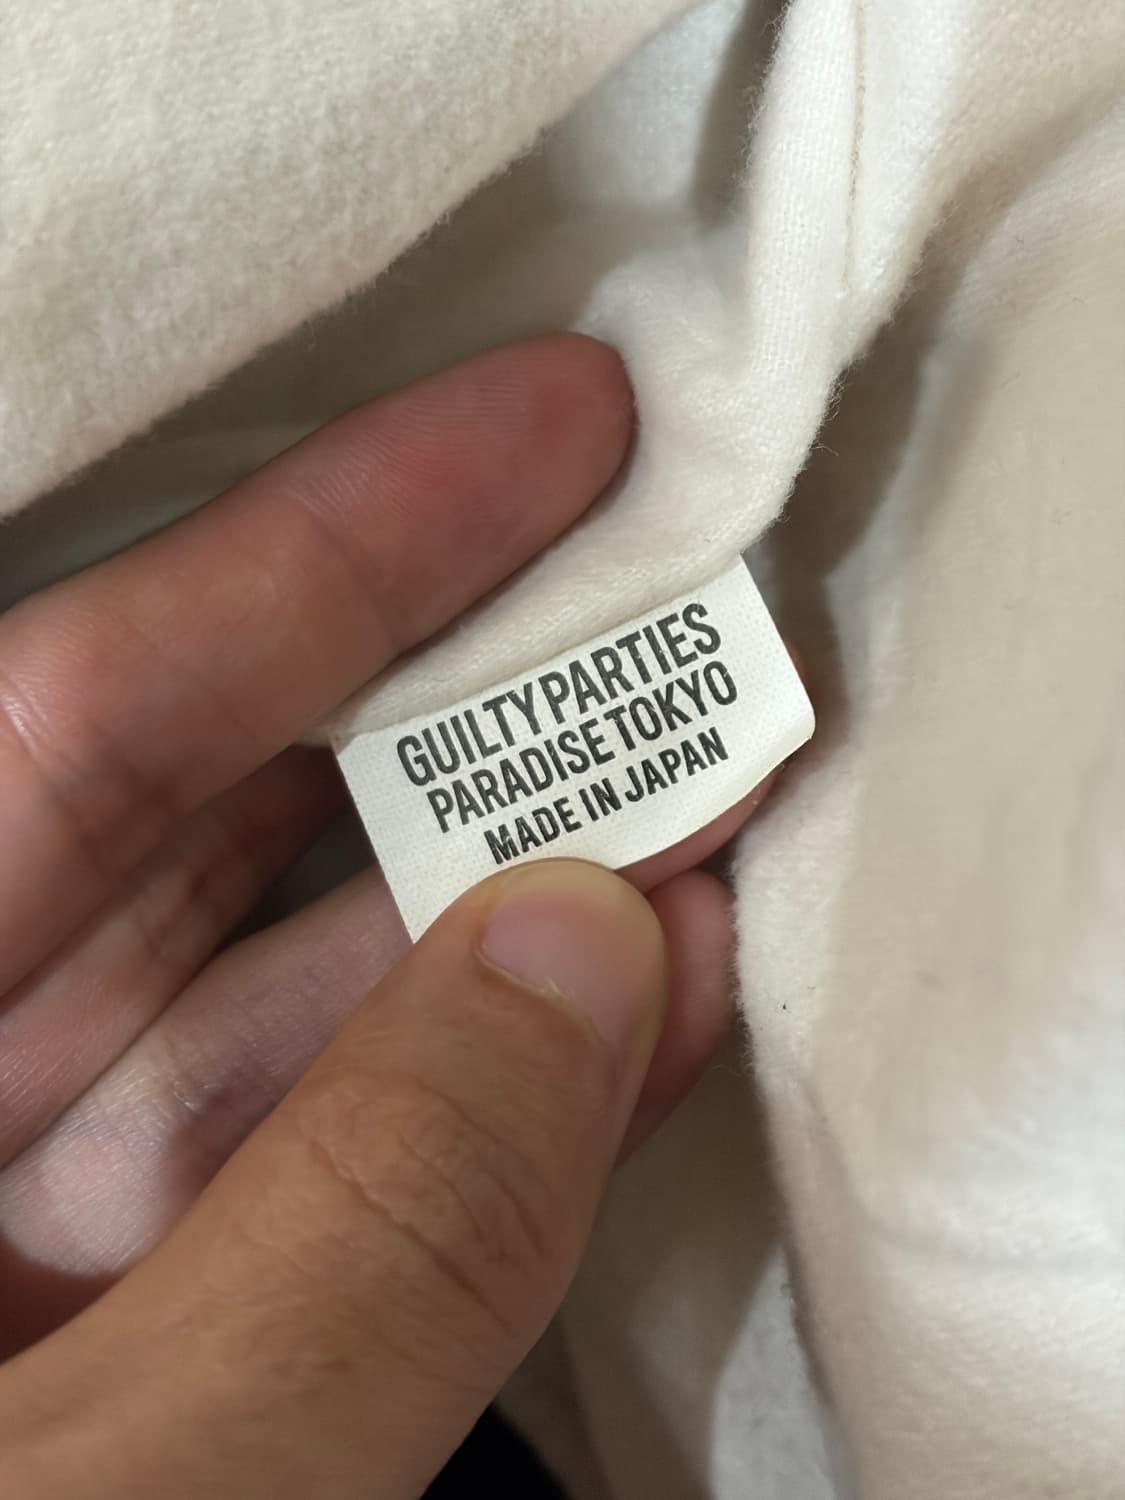 GUILTY PARTIES
PARADISE TOKYO
MADE IN JAPAN